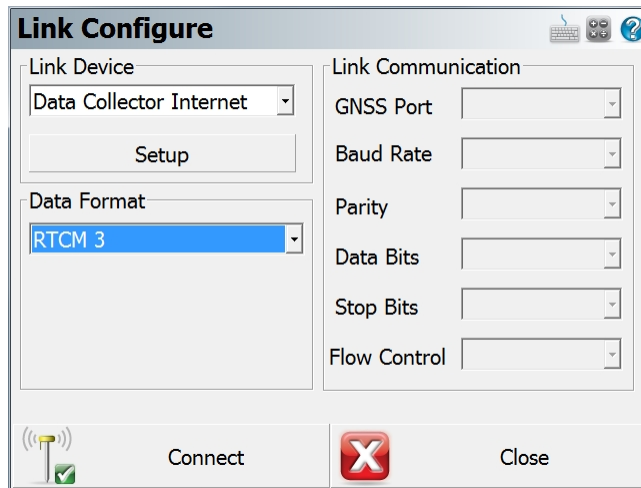 Link Configure
Link Device
Data Collector Internet
Setup
Data Format
RTCM 3
Link Communication
GNSS Port
Baud Rate
Parity
Data Bits
Stop Bits
Flow Control
Connect
Close